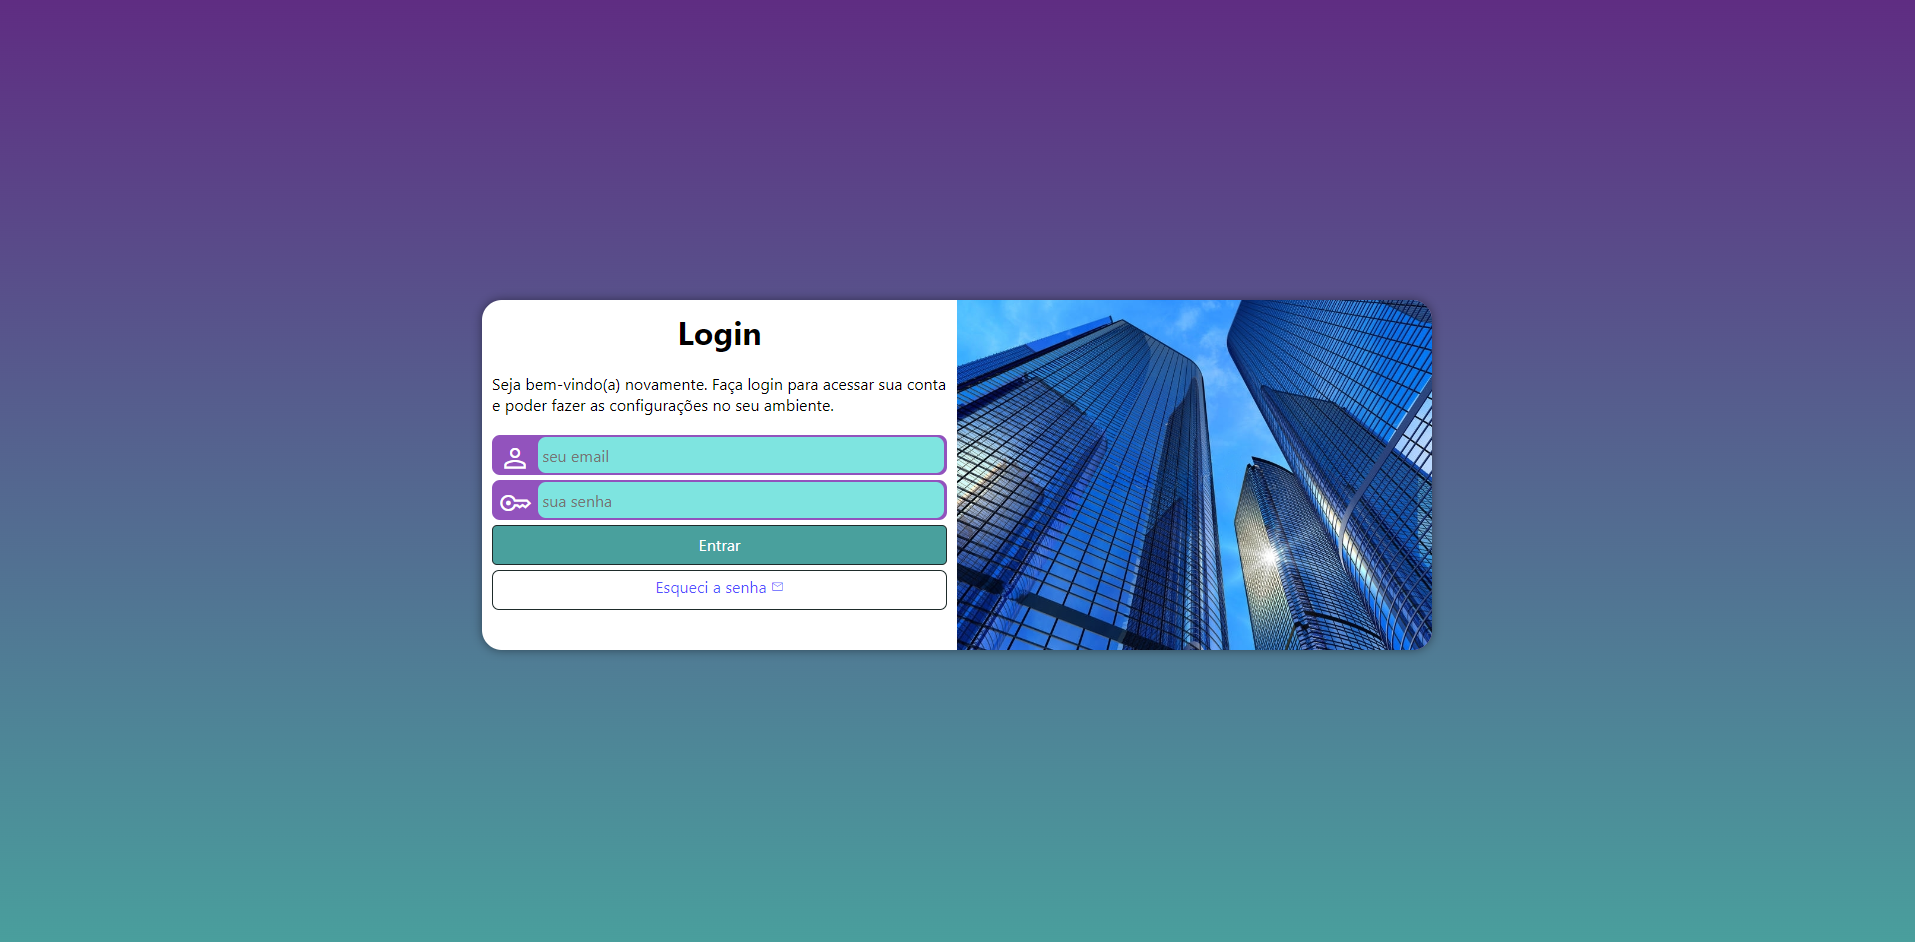 Login
Seja bem-vindo(a) novamente. Faça login para acessar sua conta
e poder fazer as configurações no seu ambiente.
seu email
sua senha
Entrar
Esqueci a senha